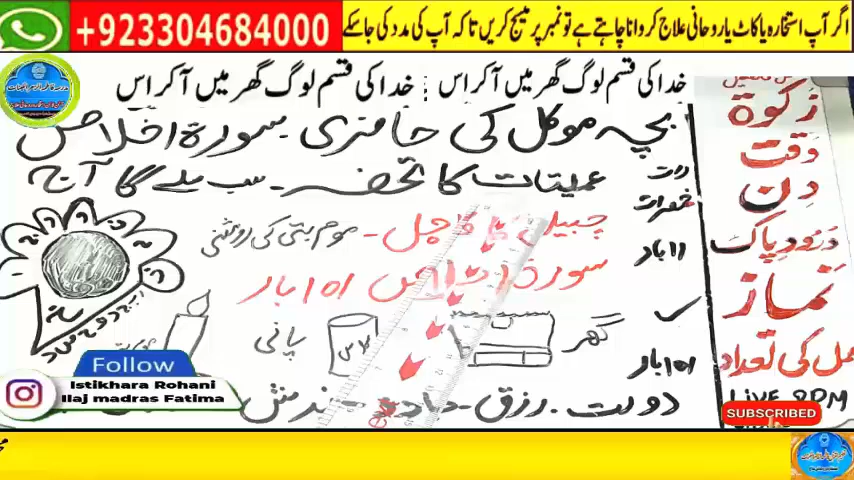 اگر آپ استخارہ یا کاٹ یا روحانی علاج کروانا چاہتے ہے تو نمبر پر میسج کریں تاکہ آپ کی مدد کی جاسکے
+923304684000
خدا کی قسم لوگ گھر میں آکر اس خدا کی قسم لوگ گھر میں آکر اس
بچہ موکل کی حاضری۔ سورۃ اخلاص
عملیات کا تحفہ۔ سب ملے گا آج
چمبیلی کا کاجل۔ موم بتی کی روشنی
سورۃ اخلاص ۱۰۱ بار
گھر
پانی
دولت۔ رزق۔ جادو۔ بندش
رات
جمعرات
۱۱ بار
۱۰۱ بار
زکوۃ
وقت
دن
درود پاک
نماز
عمل کی تعداد
LIVE 8PM
SUBSCRIBED
Follow
Istikhara Rohani
Ilaj madras Fatima